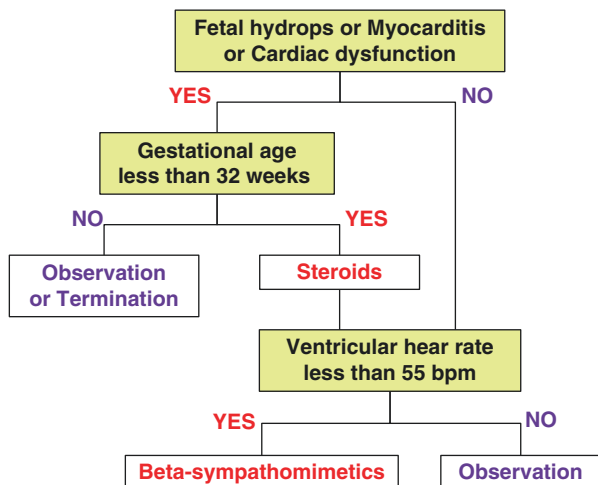 Fetal hydrops or Myocarditis
or Cardiac dysfunction
YES
NO
Gestational age
less than 32 weeks
NO
YES
Observation
or Termination
Steroids
Ventricular hear rate
less than 55 bpm
YES
NO
Beta-sympathomimetics
Observation